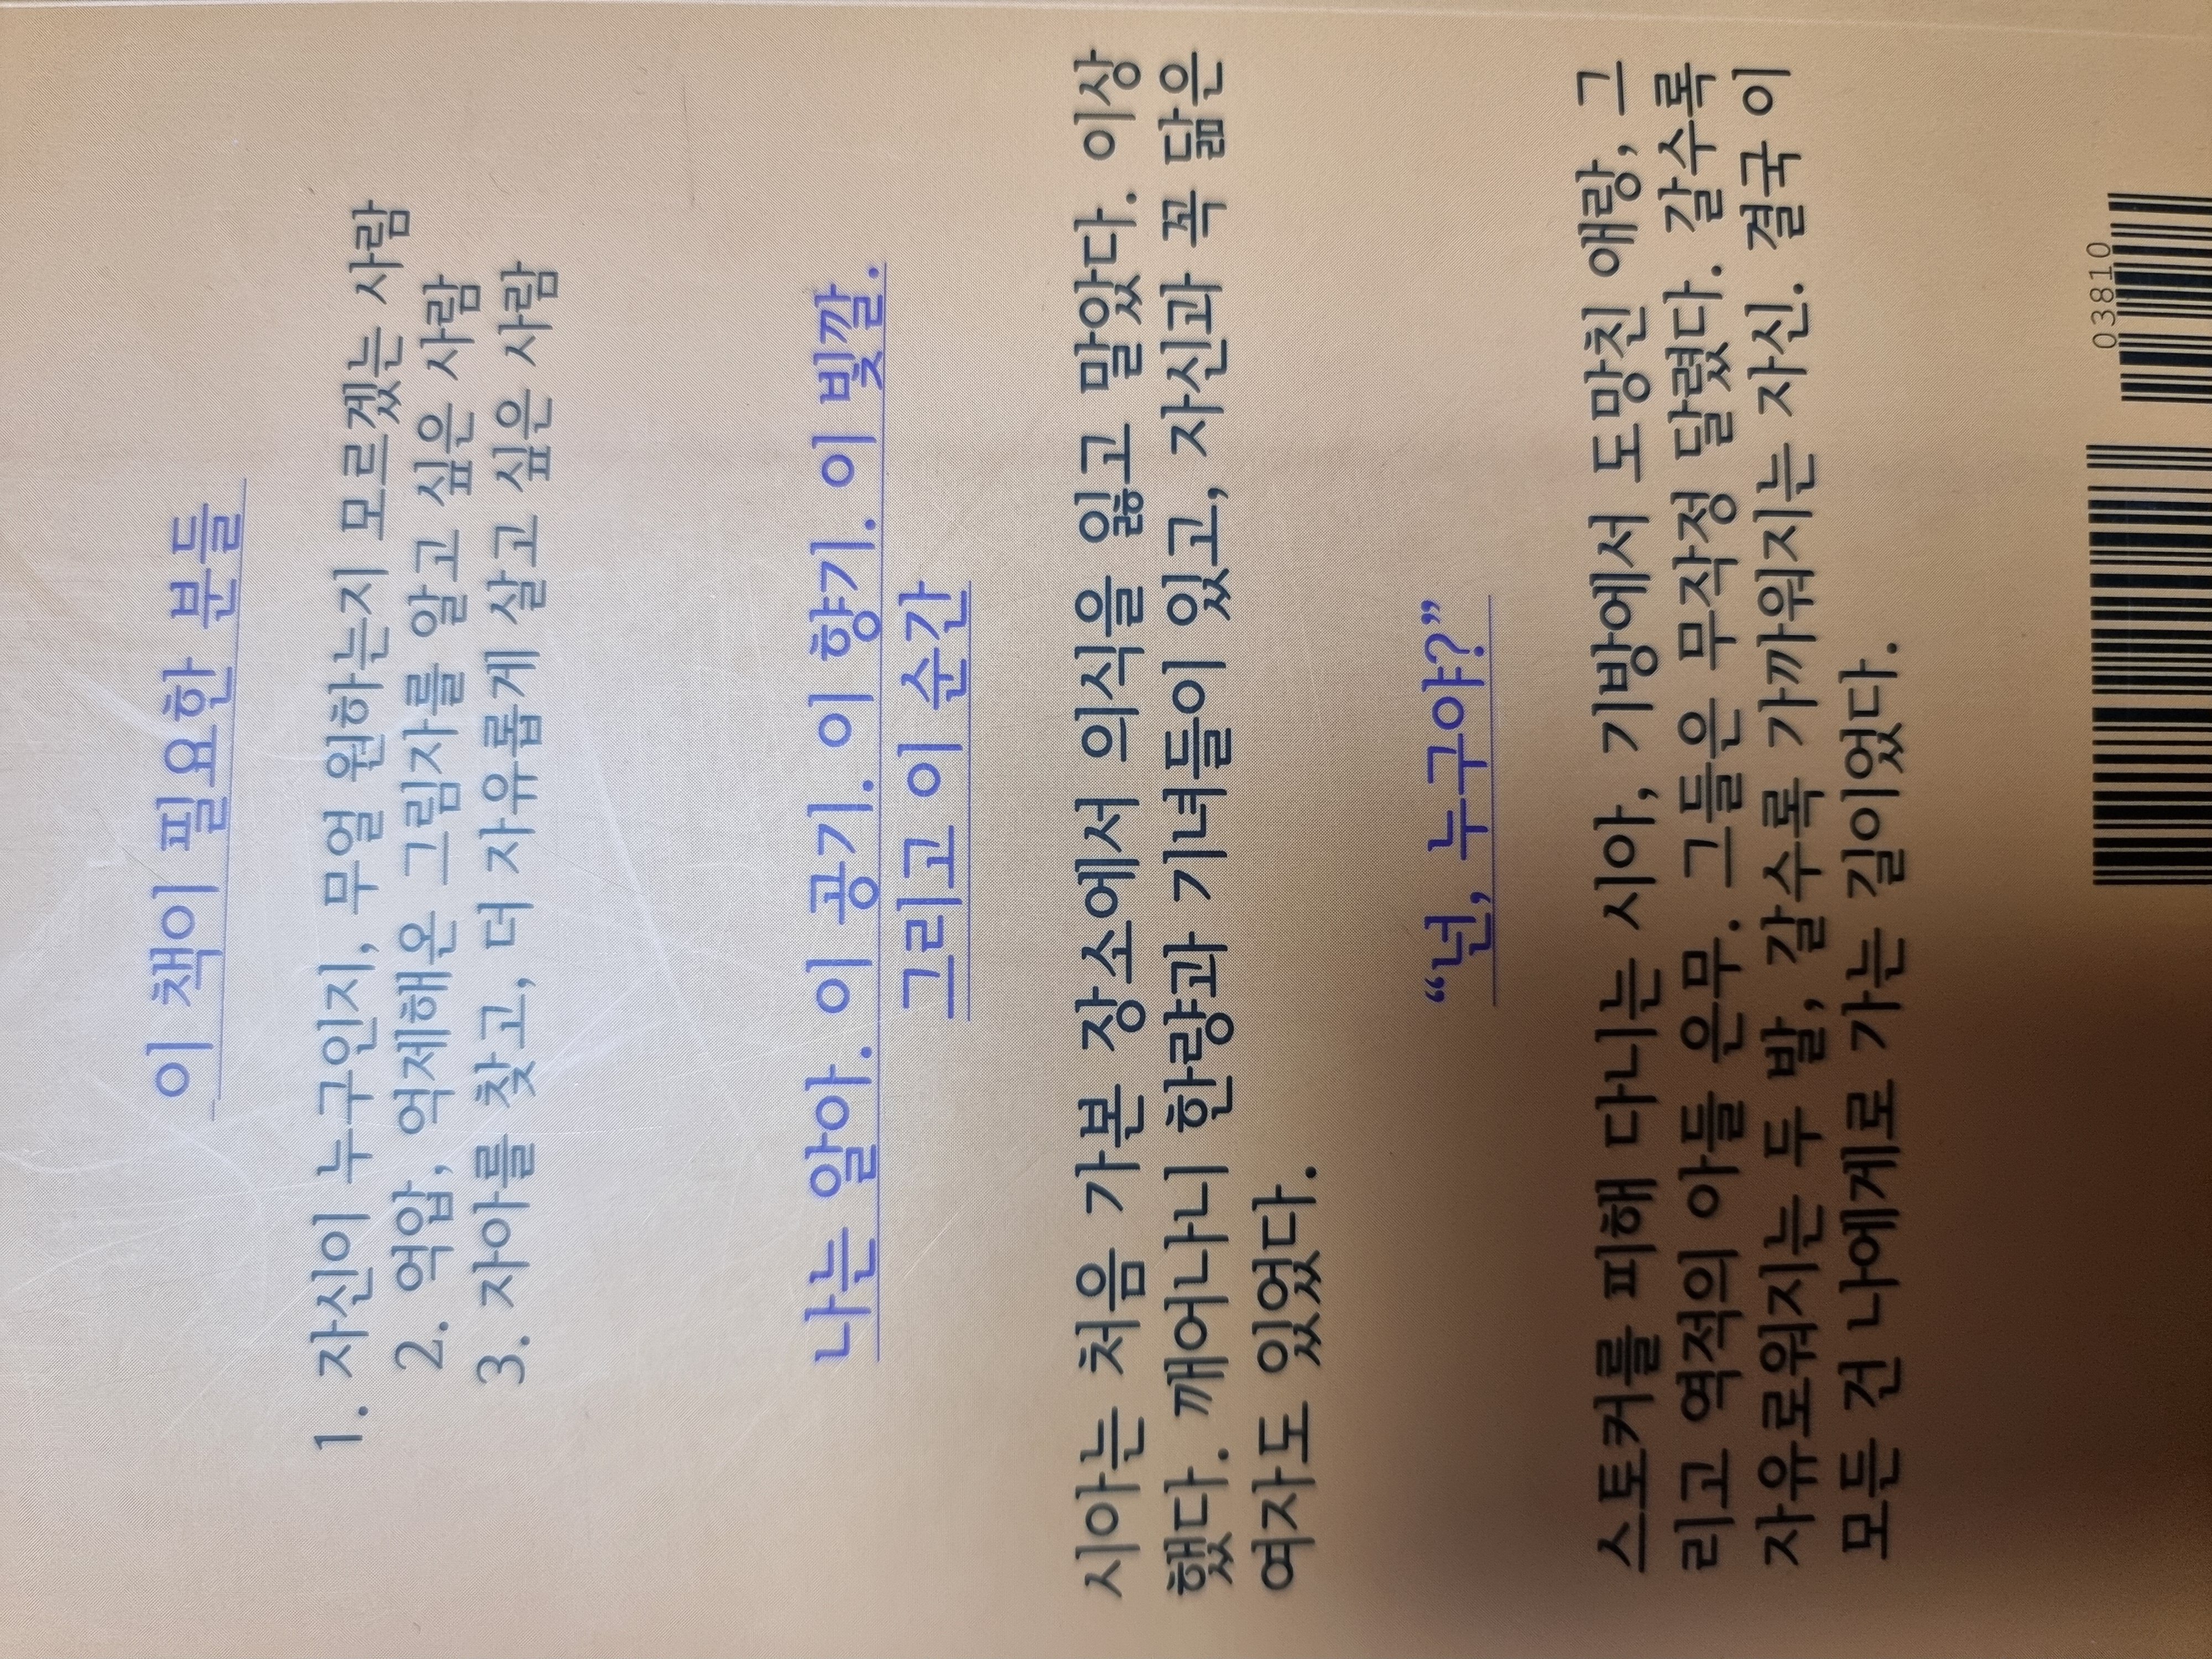 이 책이 필요한 분들
1. 자신이 누구인지, 무얼 원하는지 모르겠는 사람
2. 억압, 억제해온 그림자를 알고 싶은 사람
3. 자아를 찾고, 더 자유롭게 살고 싶은 사람
나는 알아. 이 공기. 이 향기. 이 빛깔.
그리고 이 순간
시아는 처음 가본 장소에서 의식을 잃고 말았다. 이상
했다. 깨어나니 한량과 기녀들이 있고, 자신과 꼭 닮은
여자도 있었다.
“넌, 누구야?”
스토커를 피해 다니는 시아, 기방에서 도망친 애랑, 그
리고 역적의 아들 은무. 그들은 무작정 달렸다. 갈수록
자유로워지는 두 발, 갈수록 가까워지는 자신. 결국 이
모든 건 나에게로 가는 길이었다.
03810